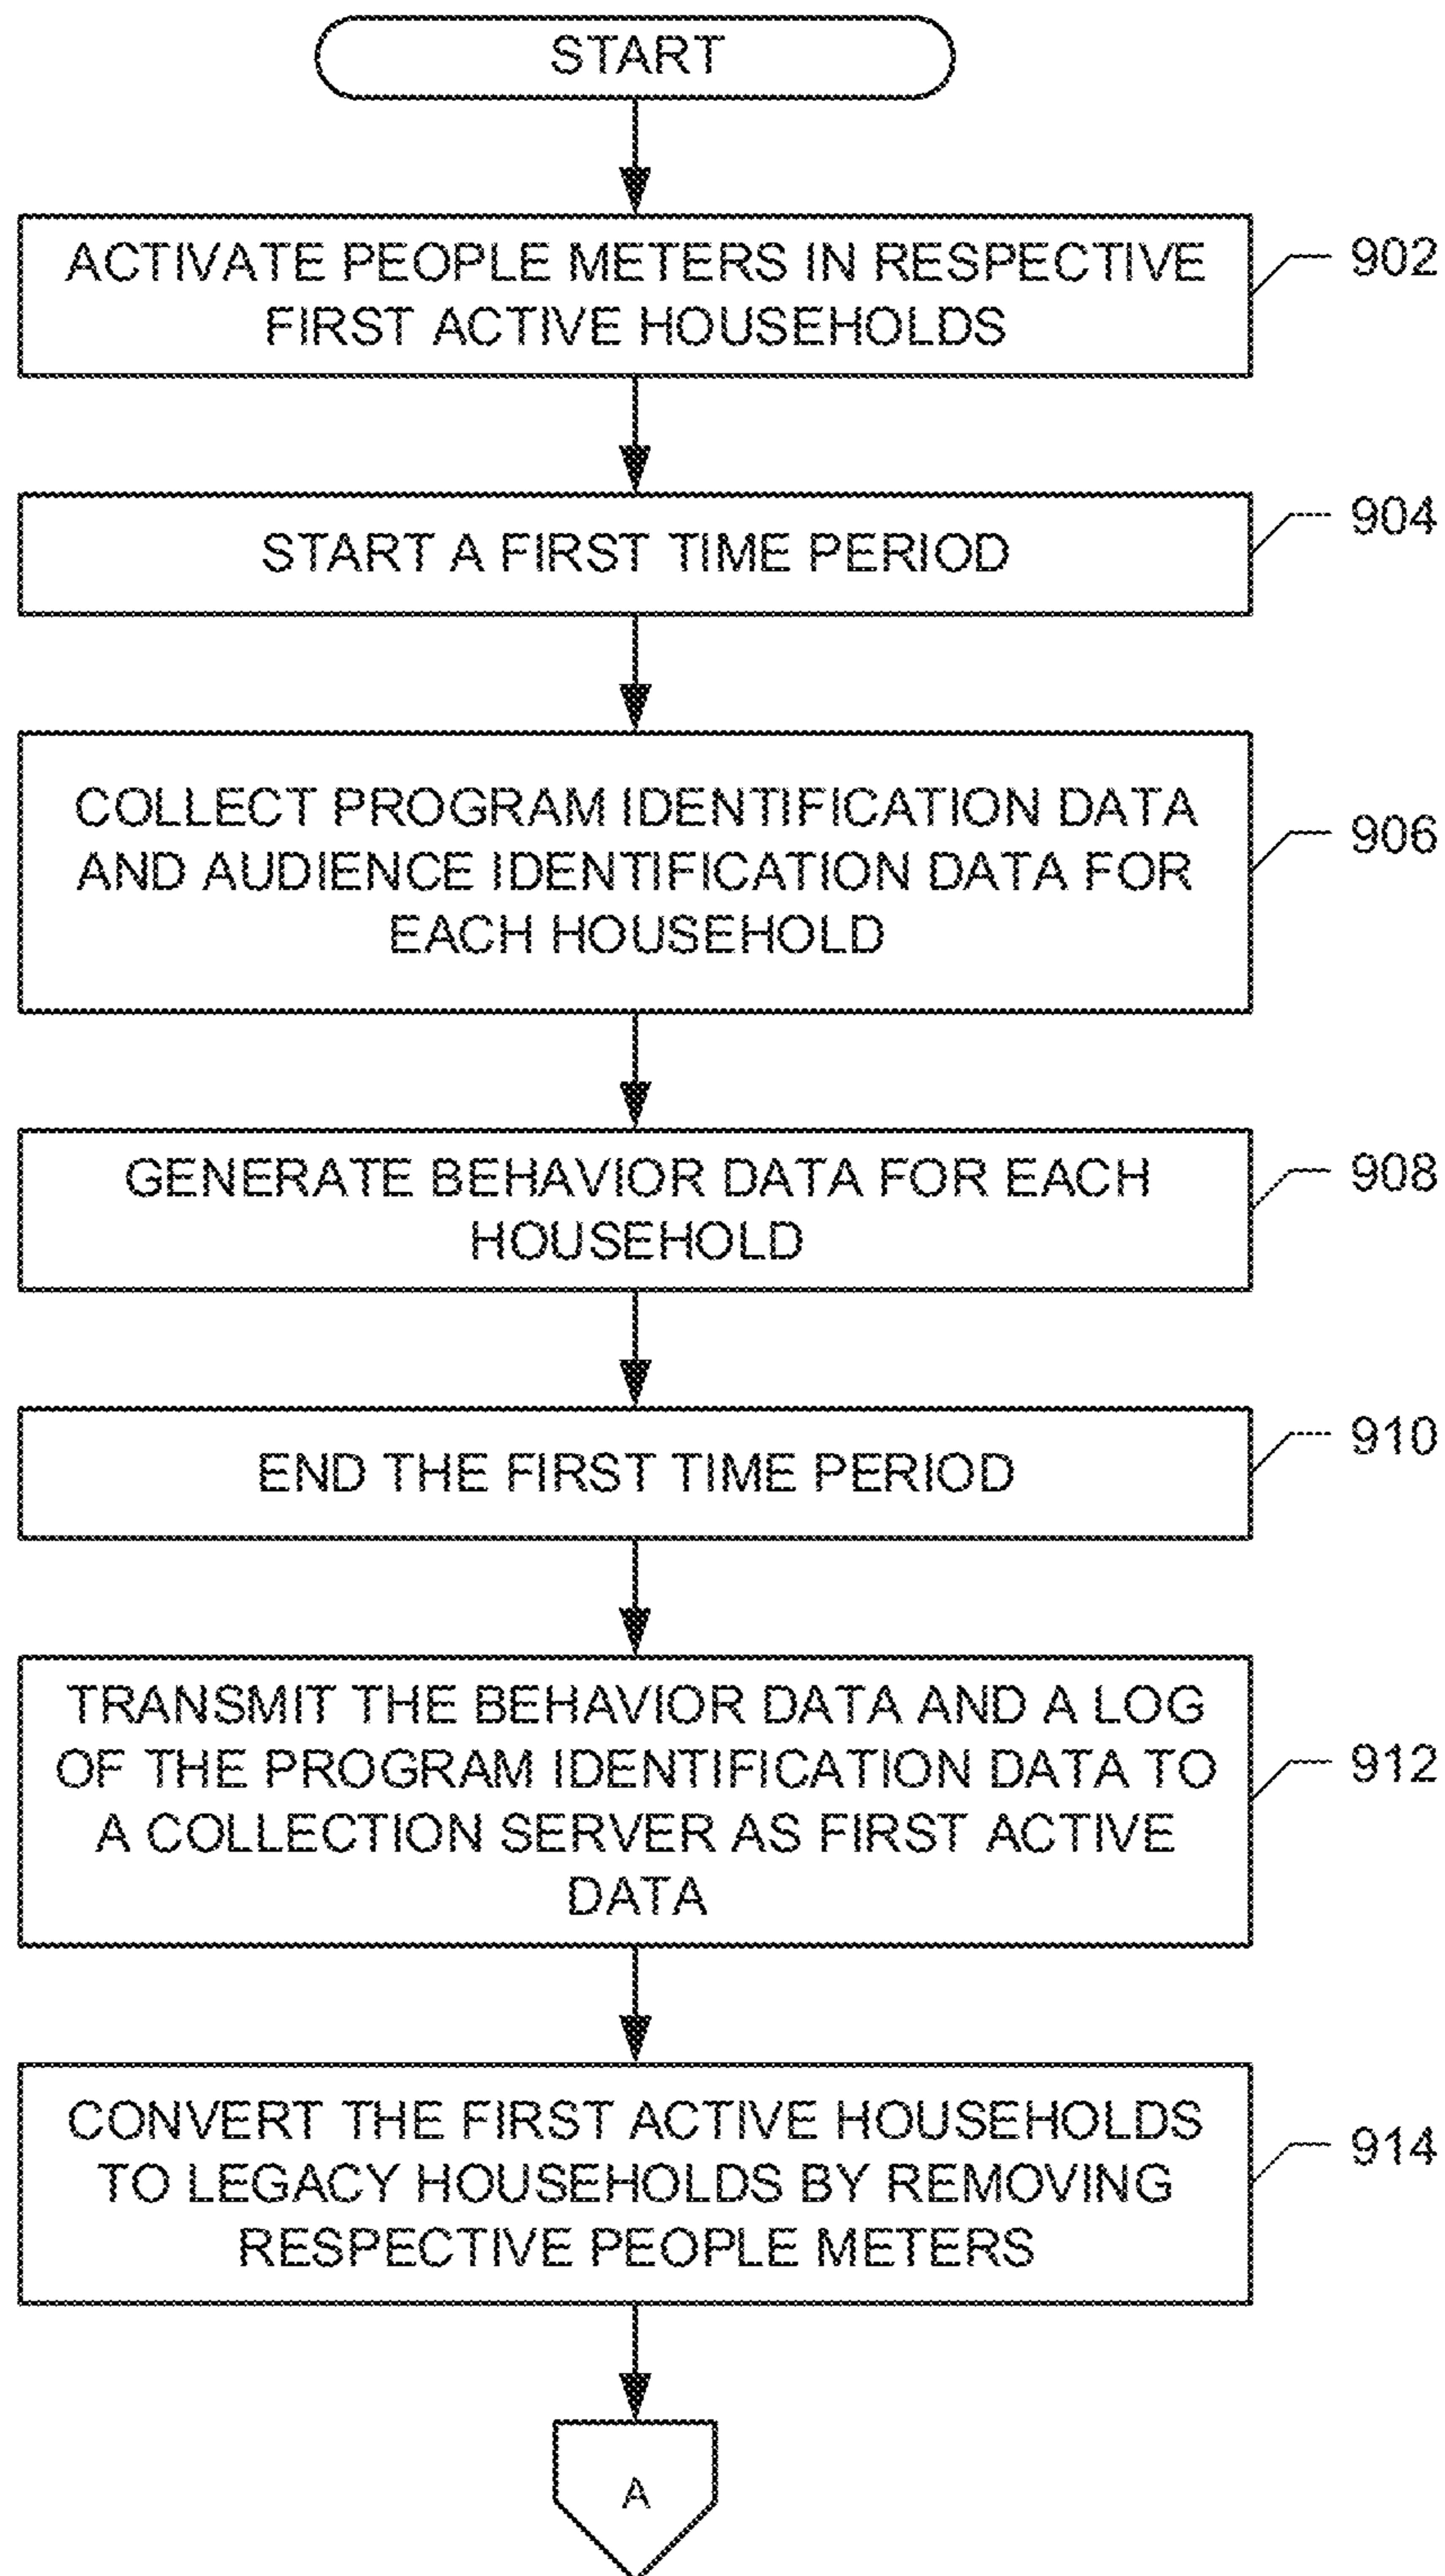 START
ACTIVATE PEOPLE METERS IN RESPECTIVE
FIRST ACTIVE HOUSEHOLDS
902
START A FIRST TIME PERIOD
904
COLLECT PROGRAM IDENTIFICATION DATA
AND AUDIENCE IDENTIFICATION DATA FOR
EACH HOUSEHOLD
906
GENERATE BEHAVIOR DATA FOR EACH
HOUSEHOLD
908
END THE FIRST TIME PERIOD
910
TRANSMIT THE BEHAVIOR DATA AND A LOG
OF THE PROGRAM IDENTIFICATION DATA TO
A COLLECTION SERVER AS FIRST ACTIVE
DATA
912
CONVERT THE FIRST ACTIVE HOUSEHOLDS
TO LEGACY HOUSEHOLDS BY REMOVING
RESPECTIVE PEOPLE METERS
914
A